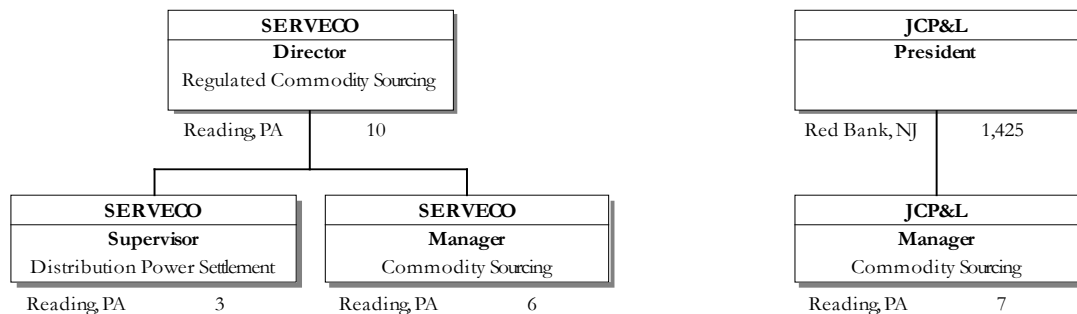 SERVECO
Director
Regulated Commodity Sourcing
Reading, PA 10
SERVECO
Supervisor
Distribution Power Settlement
Reading, PA 3
SERVECO
Manager
Commodity Sourcing
Reading, PA 6
JCP&L
President
Red Bank, NJ 1,425
JCP&L
Manager
Commodity Sourcing
Reading, PA 7